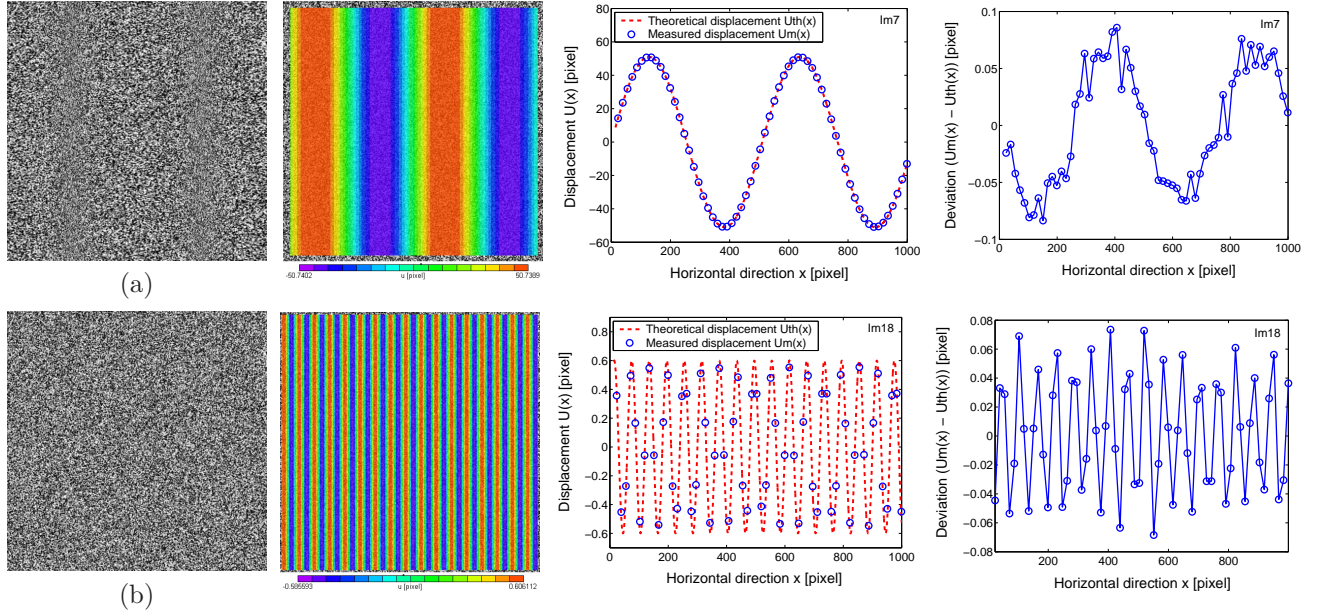 80
60
40
20
0
−20
−40
−60
Displacement U(x) [pixel]
Theoretical displacement Uth(x)
Measured displacement Um(x)
Im7
0 200 400 600 800 1000
Horizontal direction x [pixel]
0.1
0.05
0
−0.05
−0.1
Deviation (Um(x) − Uth(x)) [pixel]
Im7
0 200 400 600 800 1000
Horizontal direction x [pixel]
-50.7402 u [pixel] 50.7389
(a)
0.8
0.6
0.4
0.2
0
−0.2
−0.4
−0.6
Displacement U(x) [pixel]
Theoretical displacement Uth(x)
Measured displacement Um(x)
Im18
0 200 400 600 800 1000
Horizontal direction x [pixel]
0.08
0.06
0.04
0.02
0
−0.02
−0.04
−0.06
−0.08
Deviation (Um(x) − Uth(x)) [pixel]
Im18
200 400 600 800
Horizontal direction x [pixel]
-0.595593 u [pixel] 0.606112
(b)